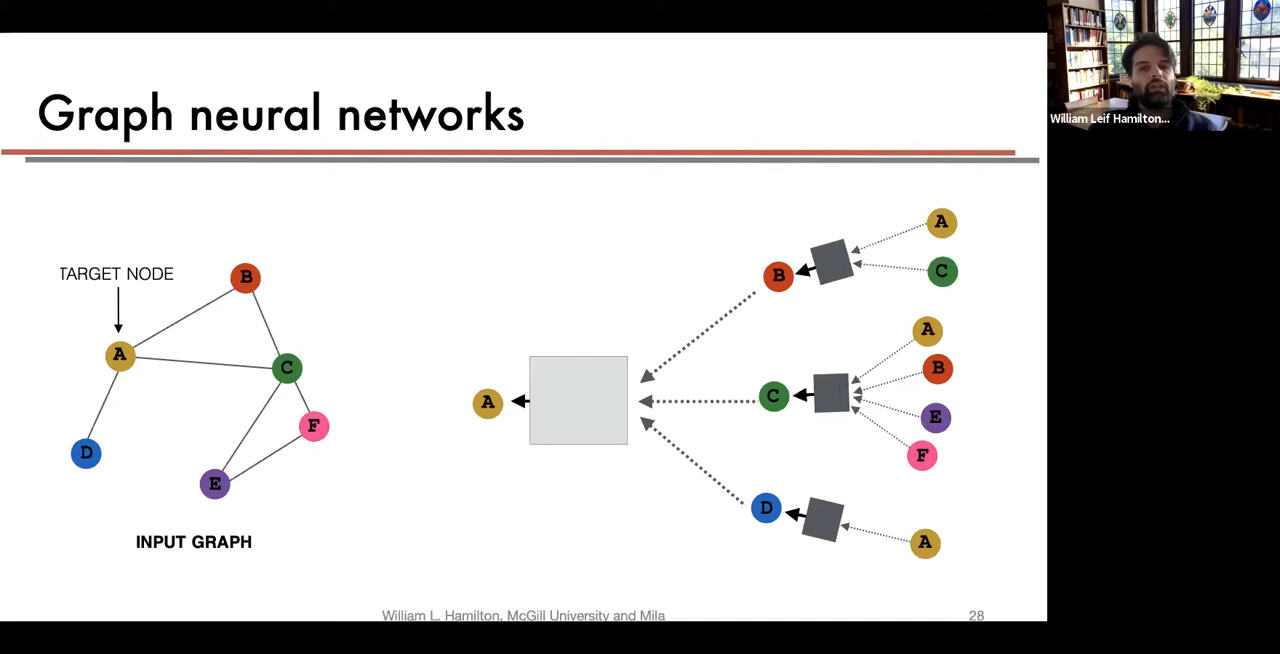 Graph neural networks
William Leif Hamilton...
TARGET NODE
B
A
C
F
D
E
INPUT GRAPH
A
B
C
D
A
C
A
B
E
F
A
William L. Hamilton, McGill University and Mila
28